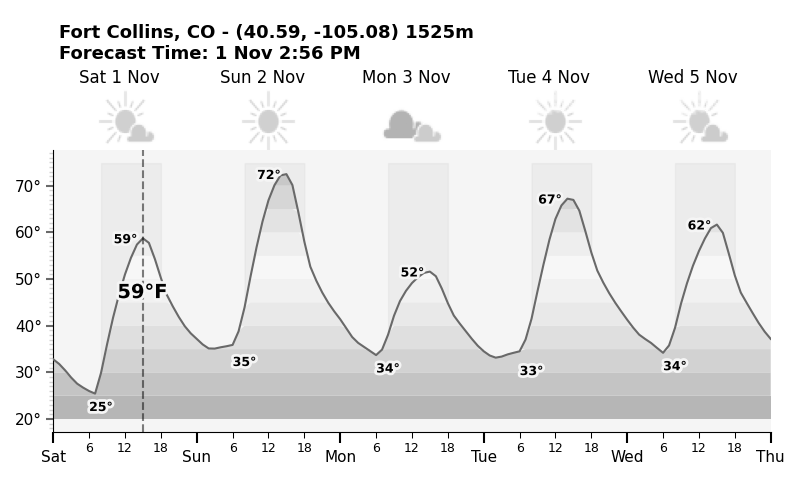 Fort Collins, CO - (40.59, -105.08) 1525m
Forecast Time: 1 Nov 2:56 PM
Sat 1 Nov Sun 2 Nov Mon 3 Nov Tue 4 Nov Wed 5 Nov
72°
70°
67°
62°
60°
59°
52°
50°
59°F
40°
35°
34°
33°
34°
30°
25°
20°
6 12 18 6 12 18 6 12 18 6 12 18 6 12 18
Sat Sun Mon Tue Wed Thu